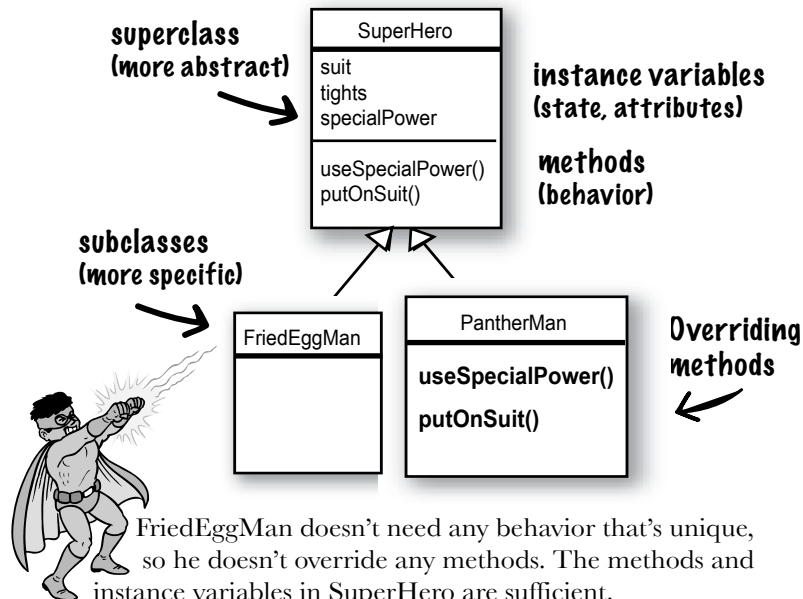 superclass
(more abstract)
SuperHero
suit
tights
specialPower
useSpecialPower()
putOnSuit()
instance variables
(state, attributes)
methods
(behavior)
subclasses
(more specific)
FriedEggMan
PantherMan
useSpecialPower()
putOnSuit()
Overriding
methods
FriedEggMan doesn't need any behavior that's unique,
so he doesn't override any methods. The methods and
instance variables in SuperHero are sufficient.